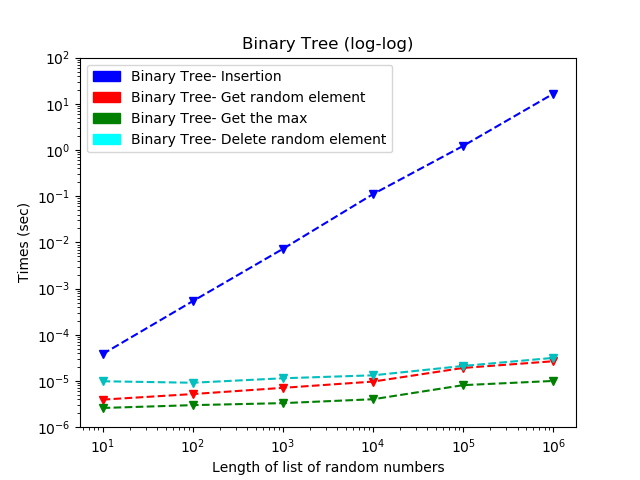 Binary Tree (log-log)
Binary Tree- Insertion
Binary Tree- Get random element
Binary Tree- Get the max
Binary Tree- Delete random element
Times (sec)
10²
10¹
10⁰
10⁻¹
10⁻²
10⁻³
10⁻⁴
10⁻⁵
10⁻⁶
10¹ 10² 10³ 10⁴ 10⁵ 10⁶
Length of list of random numbers